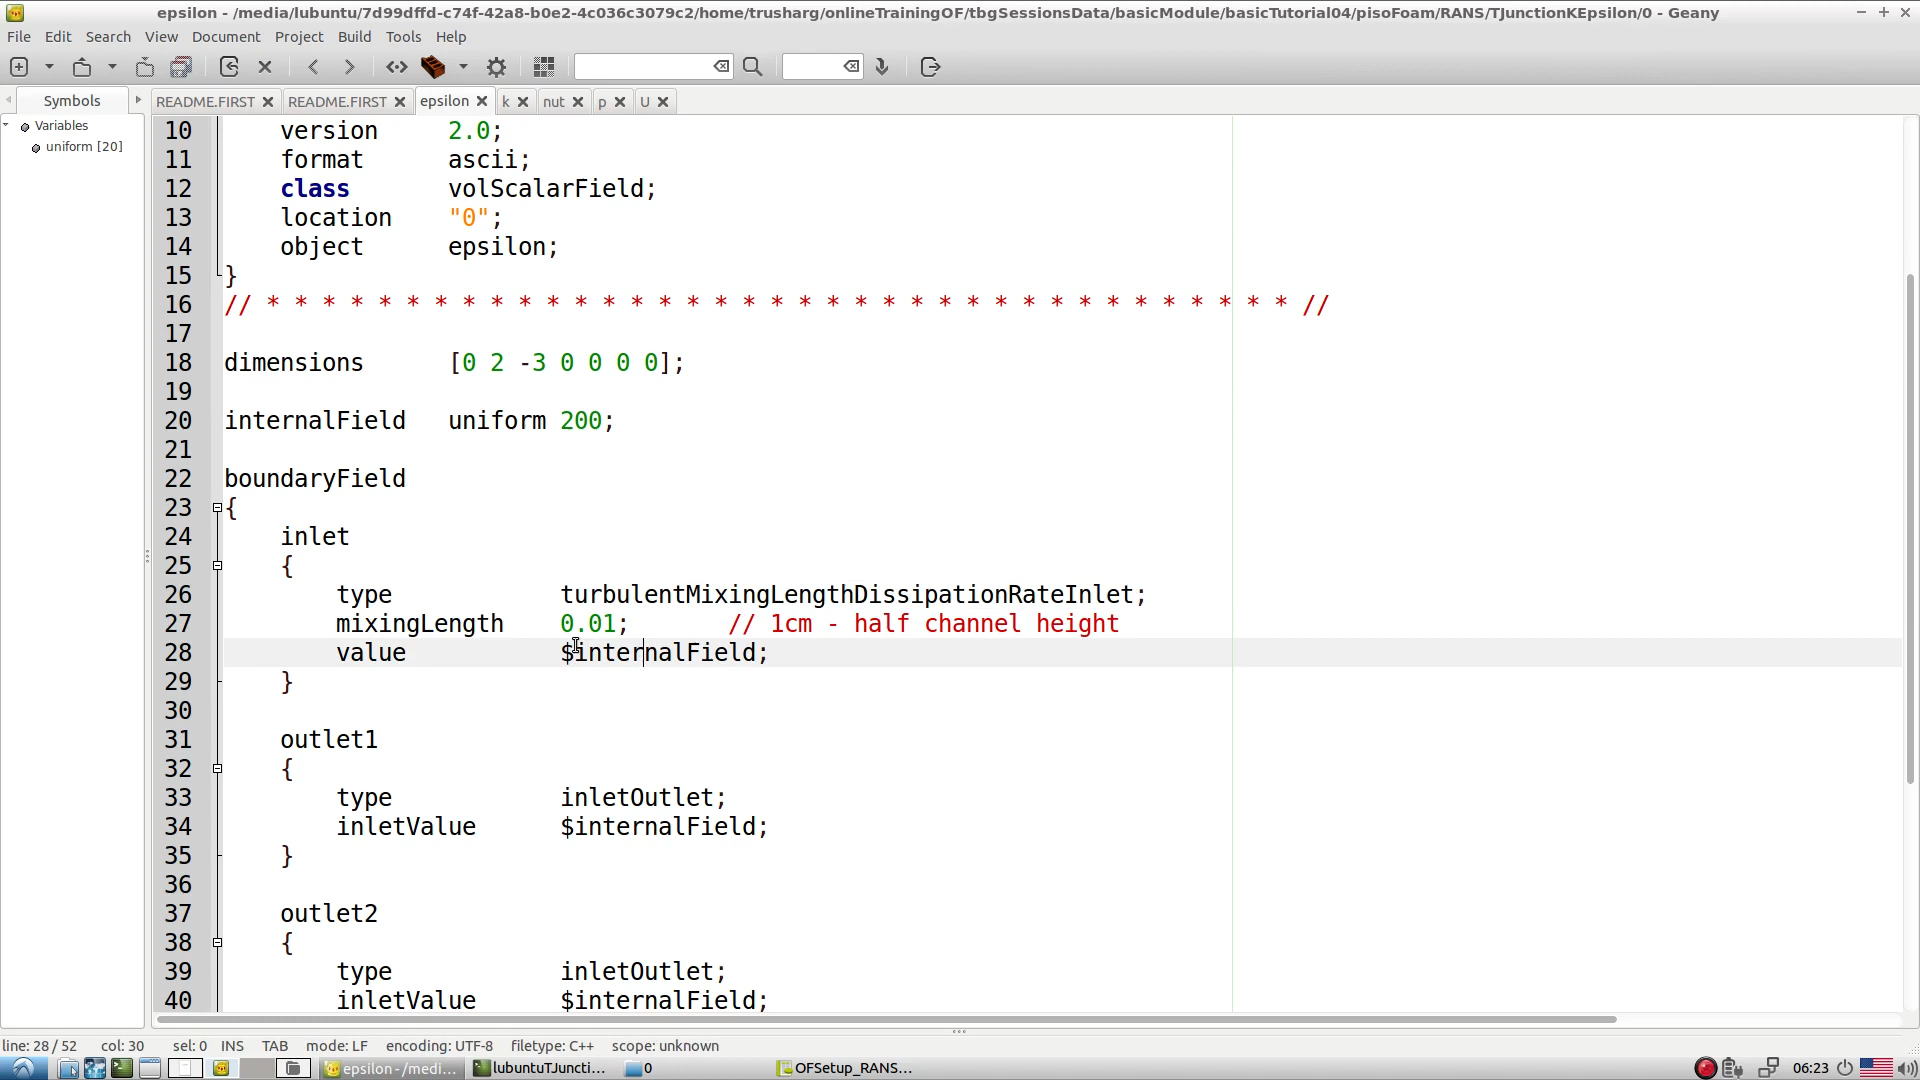 epsilon - /media/lubuntu/7d99dffd-c74f-42a8-b0e2-4c036c3079c2/home/trusharg/onlineTrainingOF/tbgSessionsData/basicModule/basicTutorial04/pisoFoam/RANS/TJunctionKEpsilon/0 - Geany
File Edit Search View Document Project Build Tools Help
Symbols README.FIRST README.FIRST epsilon k nut p U
Variables
uniform [20]
10 version 2.0;
11 format ascii;
12 class volScalarField;
13 location "0";
14 object epsilon;
15 }
16 // * * * * * * * * * * * * * * * * * * * * * * * * * * * * * * * * * * * * * //
17
18 dimensions [0 2 -3 0 0 0 0];
19
20 internalField uniform 200;
21
22 boundaryField
23 {
24 inlet
25 {
26 type turbulentMixingLengthDissipationRateInlet;
27 mixingLength 0.01; // 1cm - half channel height
28 value $internalField;
29 }
30
31 outlet1
32 {
33 type inletOutlet;
34 inletValue $internalField;
35 }
36
37 outlet2
38 {
39 type inletOutlet;
40 inletValue $internalField;
line: 28 / 52 col: 30 sel: 0 INS TAB mode: LF encoding: UTF-8 filetype: C++ scope: unknown
epsilon - /medi... lubuntuTJuncti... 0 OFSetup_RANS... 06:23